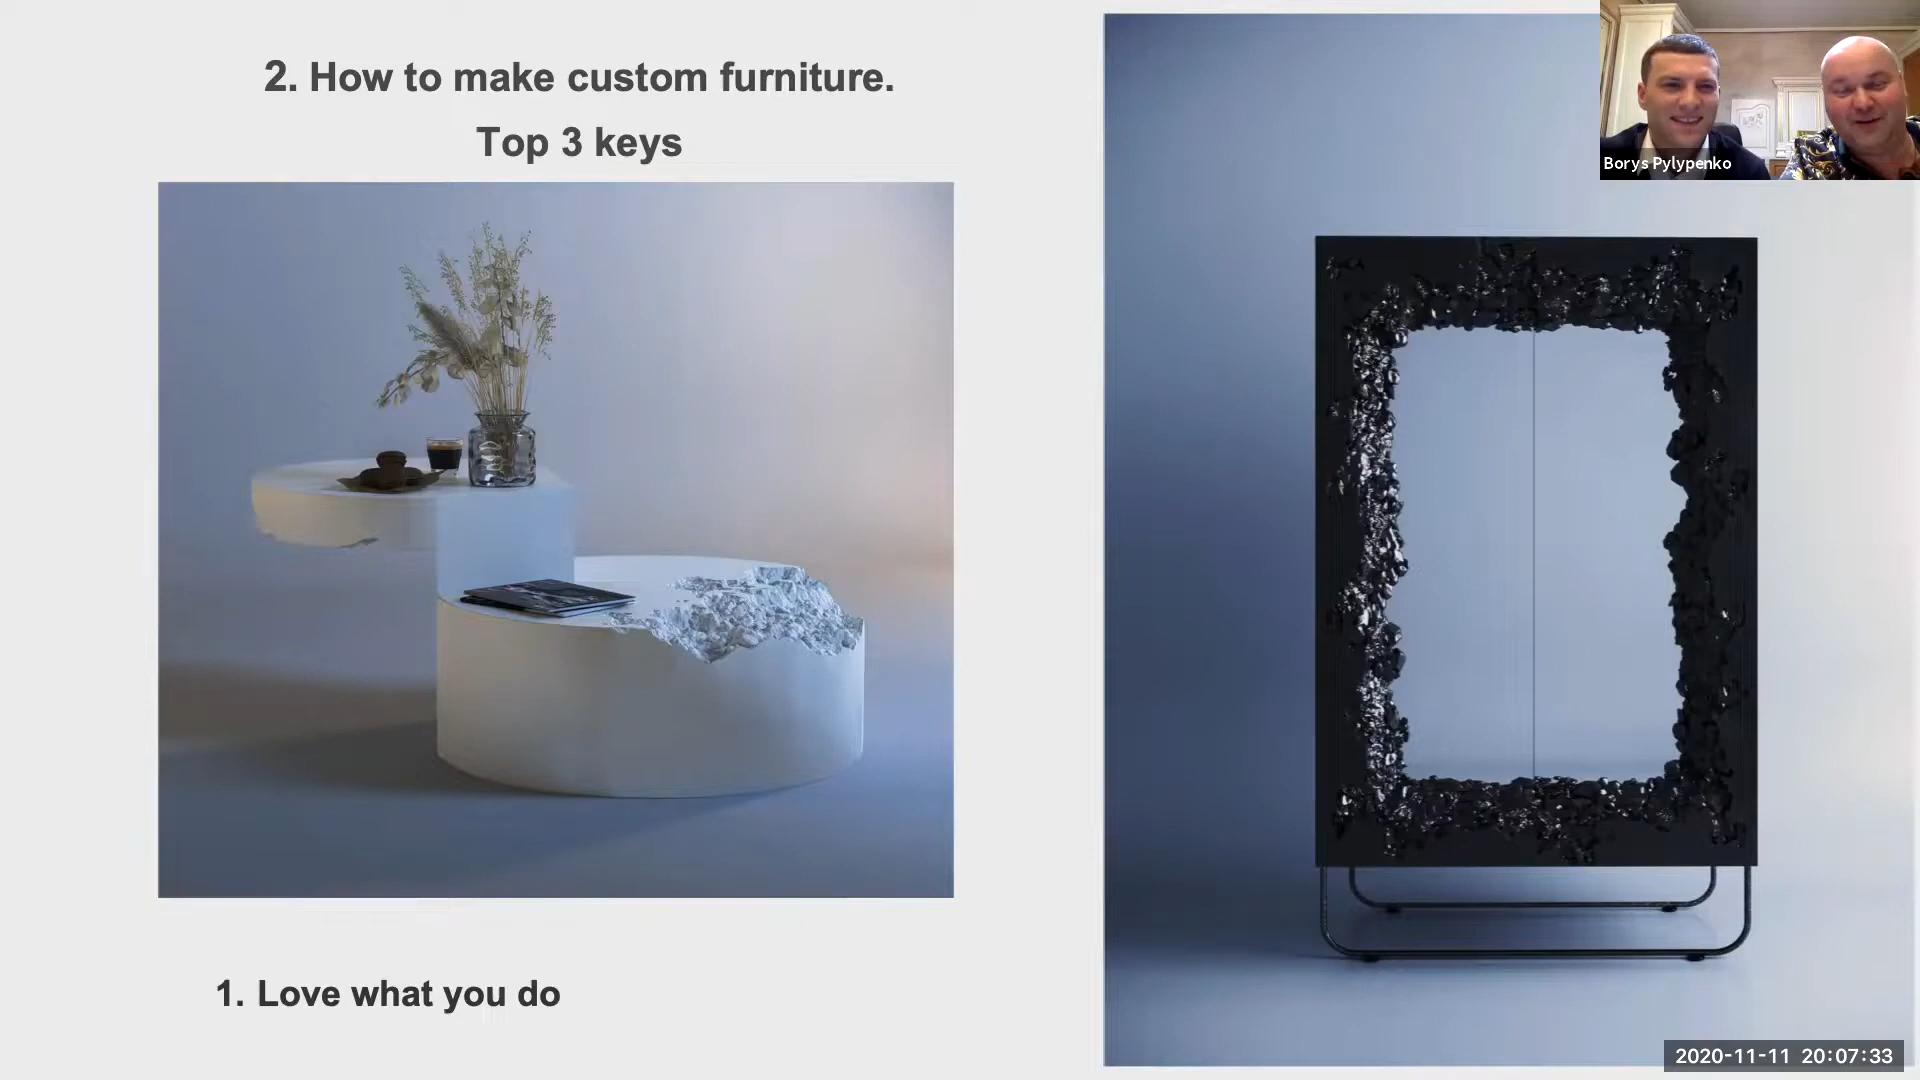 2. How to make custom furniture.
Top 3 keys
Borys Pylypenko
1. Love what you do
2020-11-11 20:07:33